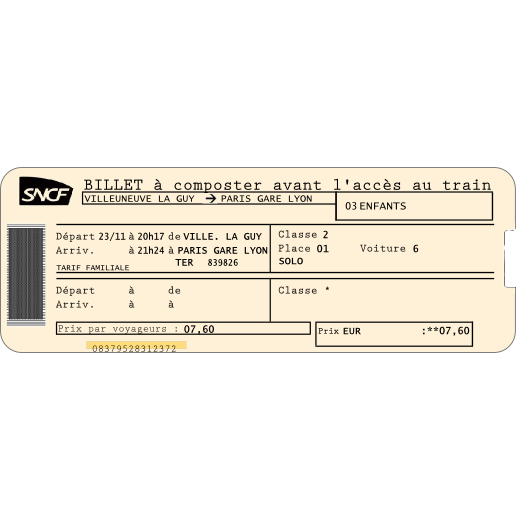 SNCF
BILLET à composter avant l'accès au train
VILLEUNEUVE LA GUY → PARIS GARE LYON
03 ENFANTS
Départ 23/11 à 20h17 de VILLE. LA GUY
Classe 2
Arriv. à 21h24 à PARIS GARE LYON
Place 01 Voiture 6
TER 839826
SOLO
TARIF FAMILIALE
Départ à de
Classe *
Arriv. à à
Prix par voyageurs : 07,60
Prix EUR :**07,60
08379528312372